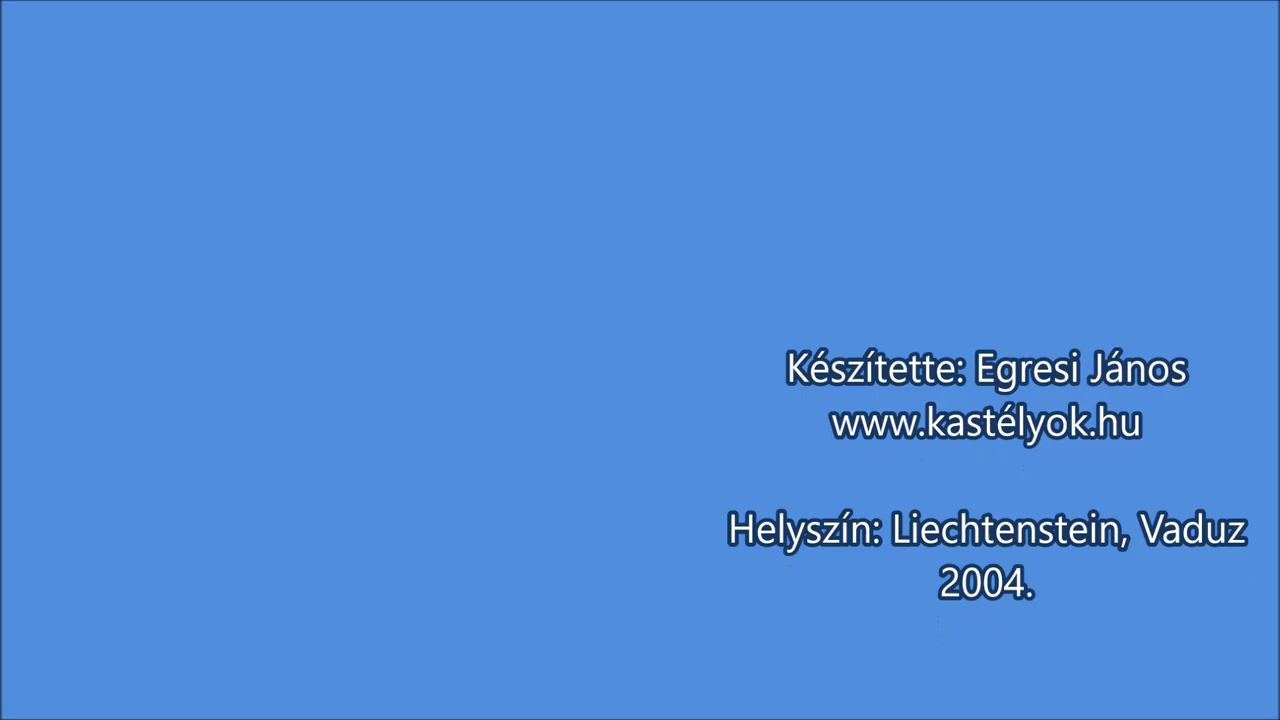 Készítette: Egresi János
www.kastélyok.hu
Helyszín: Liechtenstein, Vaduz
2004.